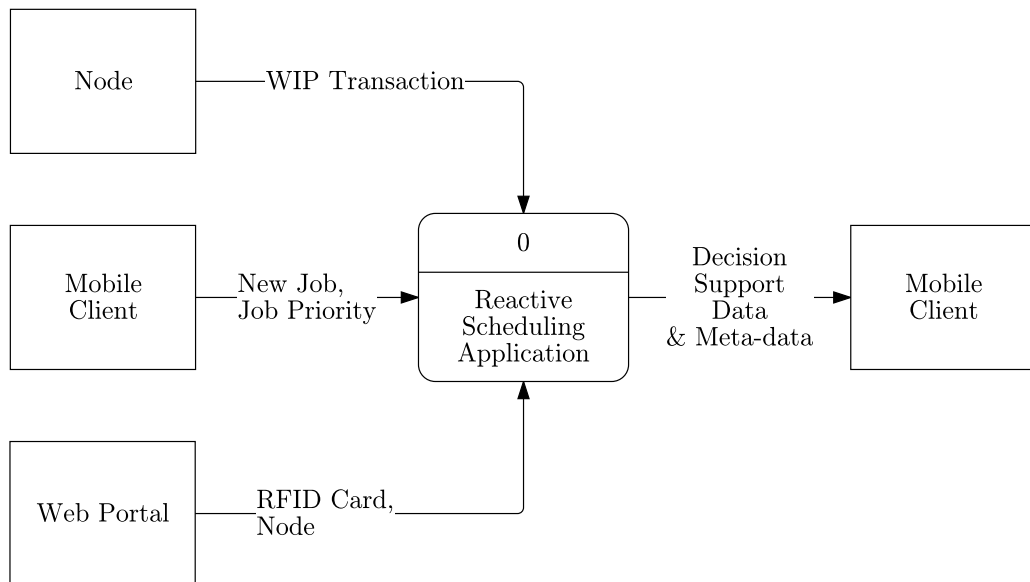 Node
WIP Transaction
0
Reactive
Scheduling
Application
Mobile
Client
New Job,
Job Priority
Decision
Support
Data
& Meta-data
Mobile
Client
Web Portal
RFID Card,
Node